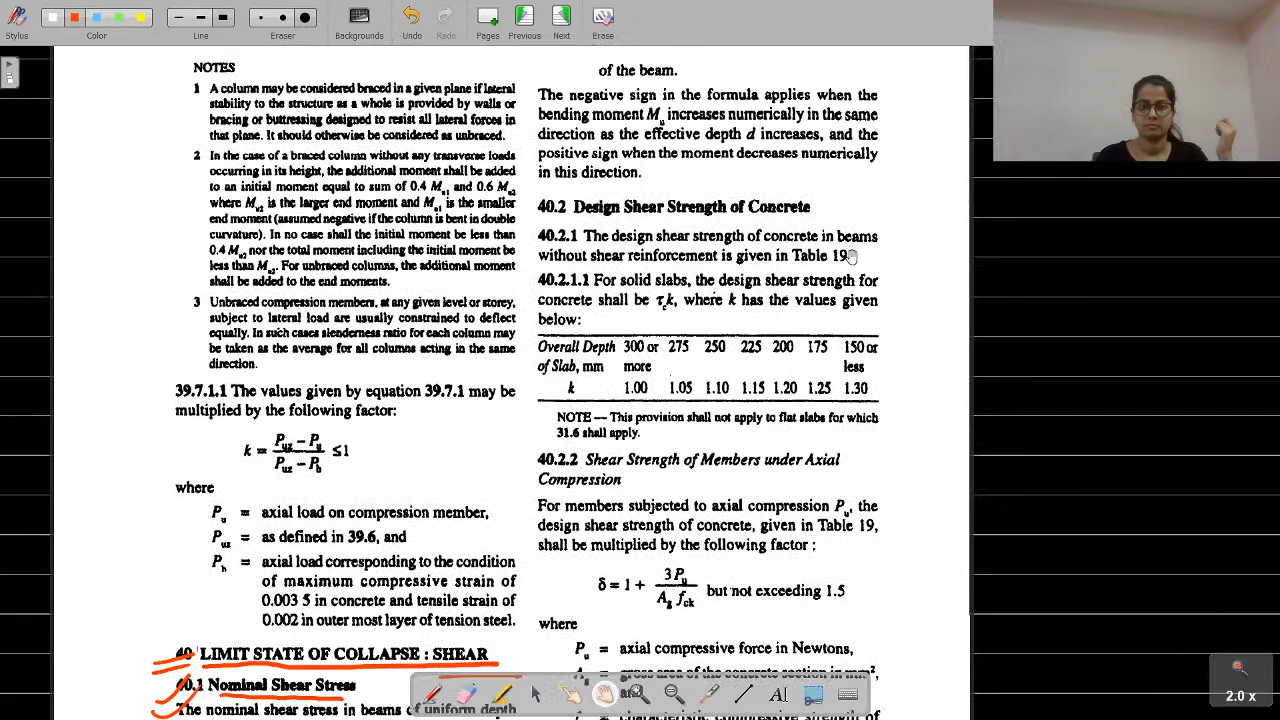 Stylus
Color
Line
Eraser
Backgrounds
Undo
Redo
Pages
Previous
Next
Erase
NOTES
1 A column may be considered braced in a given plane if lateral
stability to the structure as a whole is provided by walls or
bracing or buttressing designed to resist all lateral forces in
that plane. It should otherwise be considered as unbraced.
2 In the case of a braced column without any transverse loads
occurring in its height, the additional moment shall be added
to an initial moment equal to sum of 0.4 Mu1 and 0.6 Mu2
where Mu2 is the larger end moment and Mu1 is the smaller
end moment (assumed negative if the column is bent in double
curvature). In no case shall the initial moment be less than
0.4 Mu2 nor the total moment including the initial moment be
less than Mu2. For unbraced columns, the additional moment
shall be added to the end moments.
3 Unbraced compression members, at any given level or storey,
subject to lateral load are usually constrained to deflect
equally. In such cases slenderness ratio for each column may
be taken as the average for all columns acting in the same
direction.
39.7.1.1 The values given by equation 39.7.1 may be
multiplied by the following factor:
k = (Puz – Pu) / (Puz – Pb) ≤ 1
where
Pu = axial load on compression member,
Puz = as defined in 39.6, and
Pb = axial load corresponding to the condition
of maximum compressive strain of
0.003 5 in concrete and tensile strain of
0.002 in outer most layer of tension steel.
40 LIMIT STATE OF COLLAPSE : SHEAR
40.1 Nominal Shear Stress
The nominal shear stress in beams of uniform depth
of the beam.
The negative sign in the formula applies when the
bending moment Mu increases numerically in the same
direction as the effective depth d increases, and the
positive sign when the moment decreases numerically
in this direction.
40.2 Design Shear Strength of Concrete
40.2.1 The design shear strength of concrete in beams
without shear reinforcement is given in Table 19
40.2.1.1 For solid slabs, the design shear strength for
concrete shall be τc k, where k has the values given
below:
Overall Depth 300 or 275 250 225 200 175 150 or
of Slab, mm more less
k 1.00 1.05 1.10 1.15 1.20 1.25 1.30
NOTE — This provision shall not apply to flat slabs for which
31.6 shall apply.
40.2.2 Shear Strength of Members under Axial
Compression
For members subjected to axial compression Pu, the
design shear strength of concrete, given in Table 19,
shall be multiplied by the following factor :
δ = 1 + 3Pu / (Ag fck) but not exceeding 1.5
where
Pu = axial compressive force in Newtons,
gross area of the concrete section in mm²,
2.0 x